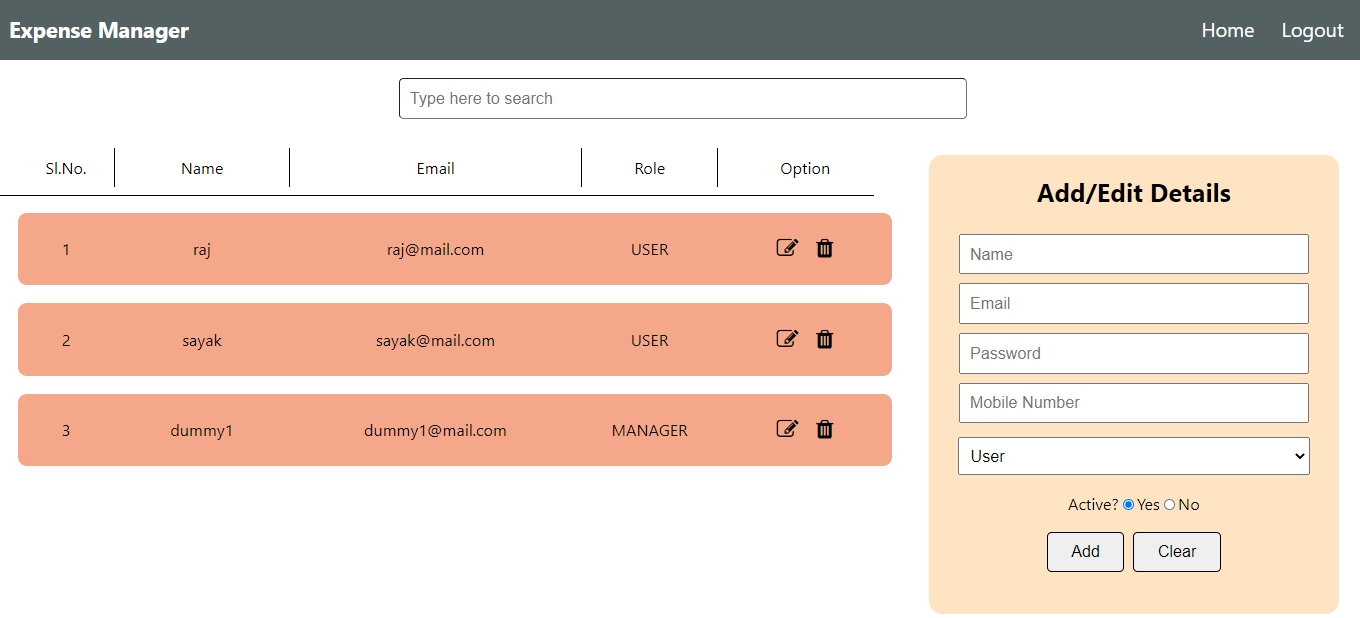 Expense Manager Home Logout
Type here to search
Sl.No. Name Email Role Option
1 raj raj@mail.com USER
2 sayak sayak@mail.com USER
3 dummy1 dummy1@mail.com MANAGER
Add/Edit Details
Name
Email
Password
Mobile Number
User
Active? Yes No
Add Clear